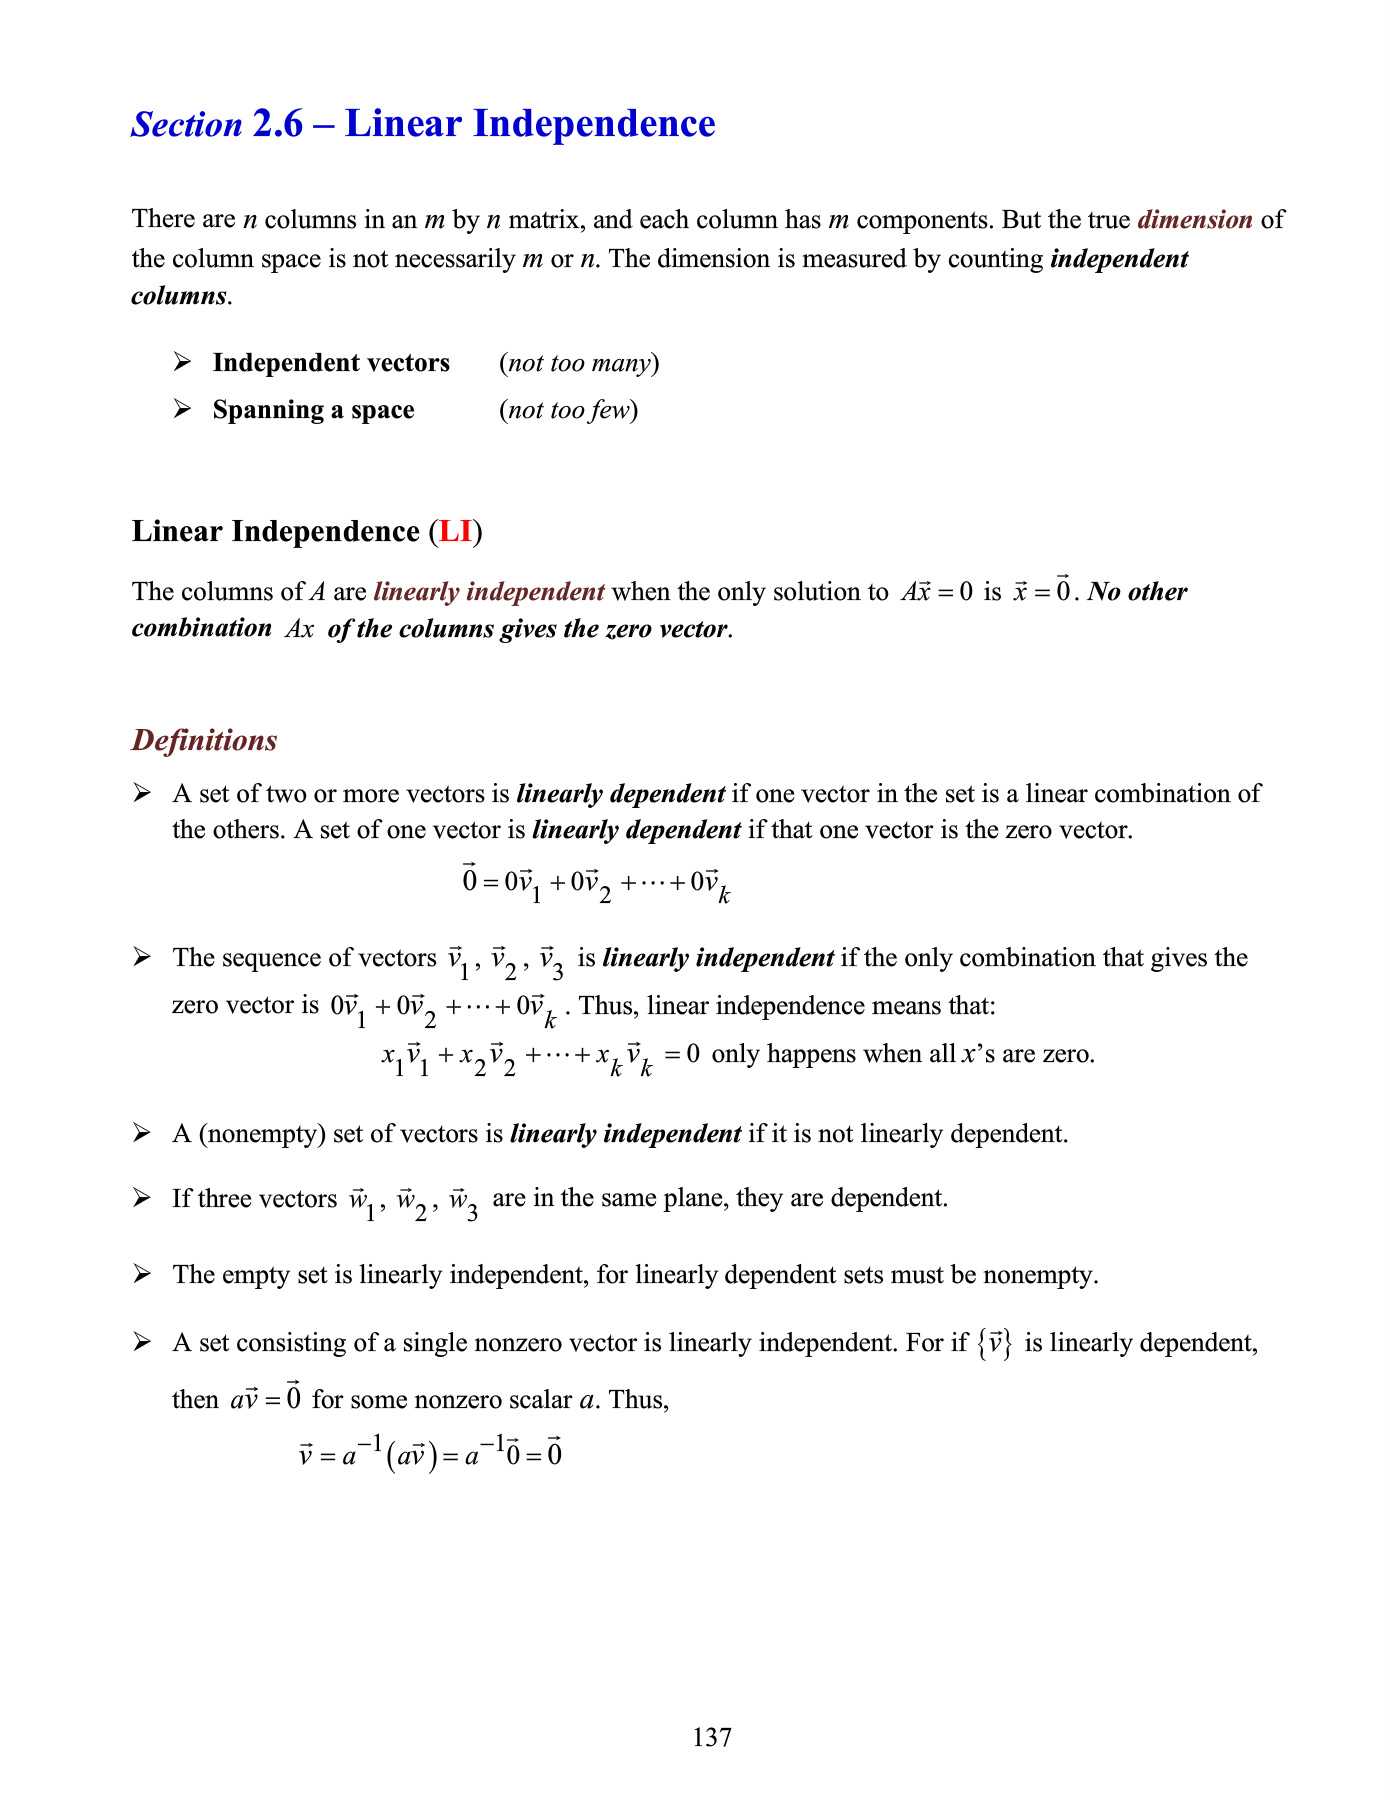 Section 2.6 – Linear Independence
There are n columns in an m by n matrix, and each column has m components. But the true dimension of
the column space is not necessarily m or n. The dimension is measured by counting independent
columns.
➢ Independent vectors (not too many)
➢ Spanning a space (not too few)
Linear Independence (LI)
The columns of A are linearly independent when the only solution to A\vec{x} = 0 is \vec{x} = \vec{0}. No other
combination Ax of the columns gives the zero vector.
Definitions
➢ A set of two or more vectors is linearly dependent if one vector in the set is a linear combination of
the others. A set of one vector is linearly dependent if that one vector is the zero vector.
\vec{0} = 0\vec{v}_1 + 0\vec{v}_2 + \cdots + 0\vec{v}_k
➢ The sequence of vectors \vec{v}_1, \vec{v}_2, \vec{v}_3 is linearly independent if the only combination that gives the
zero vector is 0\vec{v}_1 + 0\vec{v}_2 + \cdots + 0\vec{v}_k. Thus, linear independence means that:
x_1\vec{v}_1 + x_2\vec{v}_2 + \cdots + x_k\vec{v}_k = 0 only happens when all x's are zero.
➢ A (nonempty) set of vectors is linearly independent if it is not linearly dependent.
➢ If three vectors \vec{w}_1, \vec{w}_2, \vec{w}_3 are in the same plane, they are dependent.
➢ The empty set is linearly independent, for linearly dependent sets must be nonempty.
➢ A set consisting of a single nonzero vector is linearly independent. For if {\vec{v}} is linearly dependent,
then a\vec{v} = \vec{0} for some nonzero scalar a. Thus,
\vec{v} = a^{-1}(a\vec{v}) = a^{-1}\vec{0} = \vec{0}
137